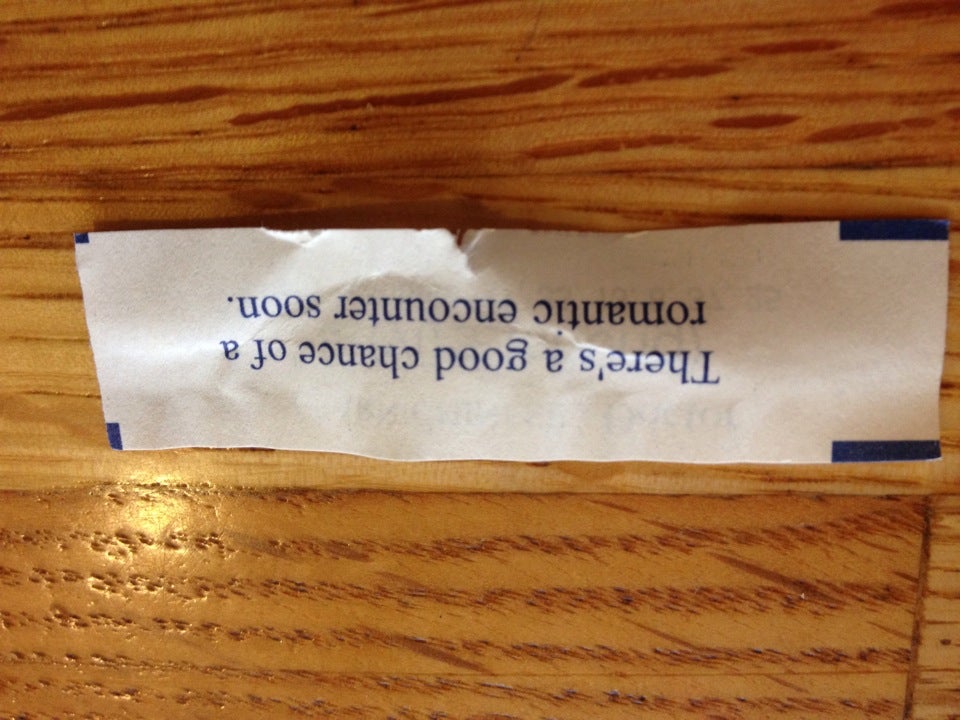 There's a good chance of a
romantic encounter soon.